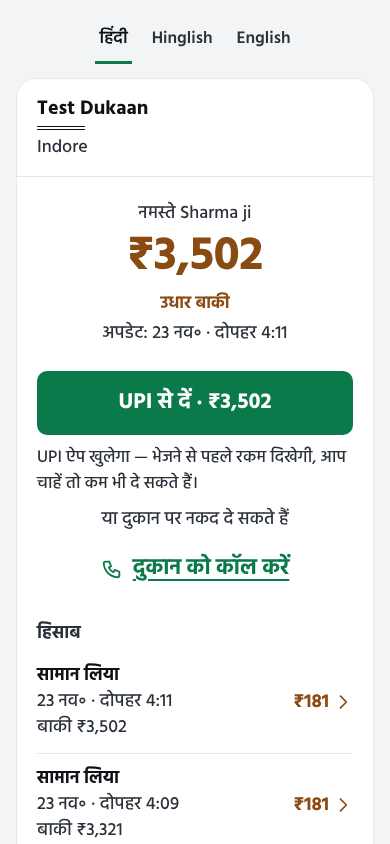 हिंदी Hinglish English
Test Dukaan
Indore
नमस्ते Sharma ji
₹3,502
उधार बाकी
अपडेट: 23 नव॰ · दोपहर 4:11
UPI से दें · ₹3,502
UPI ऐप खुलेगा — भेजने से पहले रकम दिखेगी, आप
चाहें तो कम भी दे सकते हैं।
या दुकान पर नकद दे सकते हैं
दुकान को कॉल करें
हिसाब
सामान लिया
23 नव॰ · दोपहर 4:11 ₹181
बाकी ₹3,502
सामान लिया
23 नव॰ · दोपहर 4:09 ₹181
बाकी ₹3,321